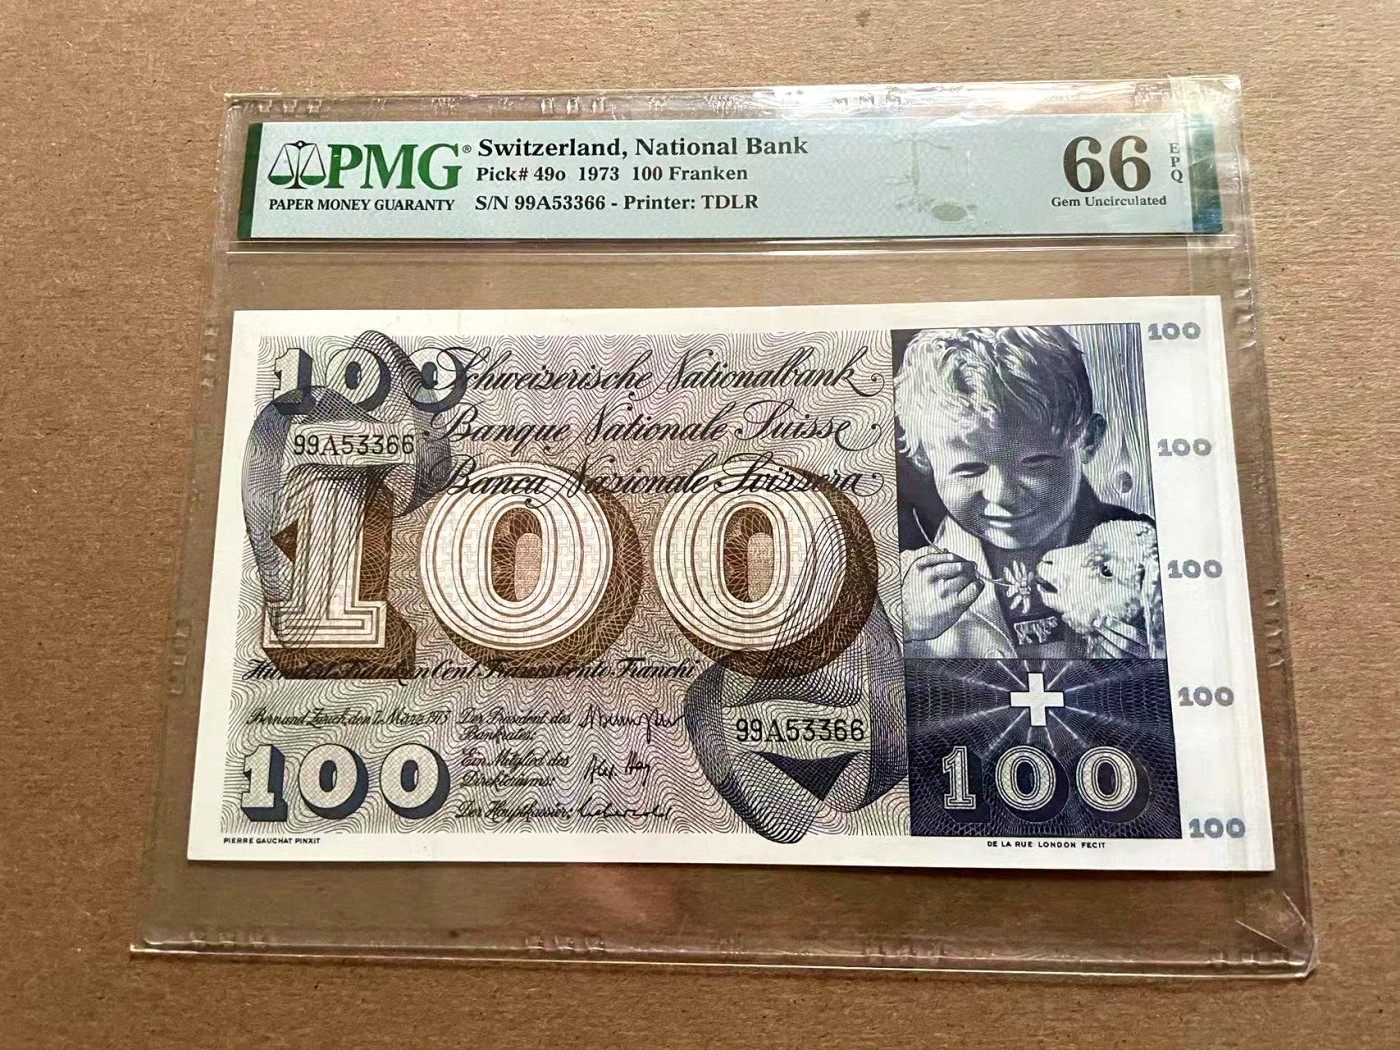 PMG®
PAPER MONEY GUARANTY
Switzerland, National Bank
Pick# 49o 1973 100 Franken
S/N 99A53366 - Printer: TDLR
66
EPQ
Gem Uncirculated
100
Schweizerische Nationalbank
Banque Nationale Suisse
Banca Nazionale Svizzera
99A53366
100
Hundert Franken Cent Francs Cento Franchi
Bern und Zürich, den 7. März 1973
Der Präsident des
Bankrates:
Ein Mitglied des
Direktoriums:
Der Hauptkassier:
99A53366
100
100
100
100
100
100
100
PIERRE GAUCHAT PINXIT
DE LA RUE LONDON FECIT